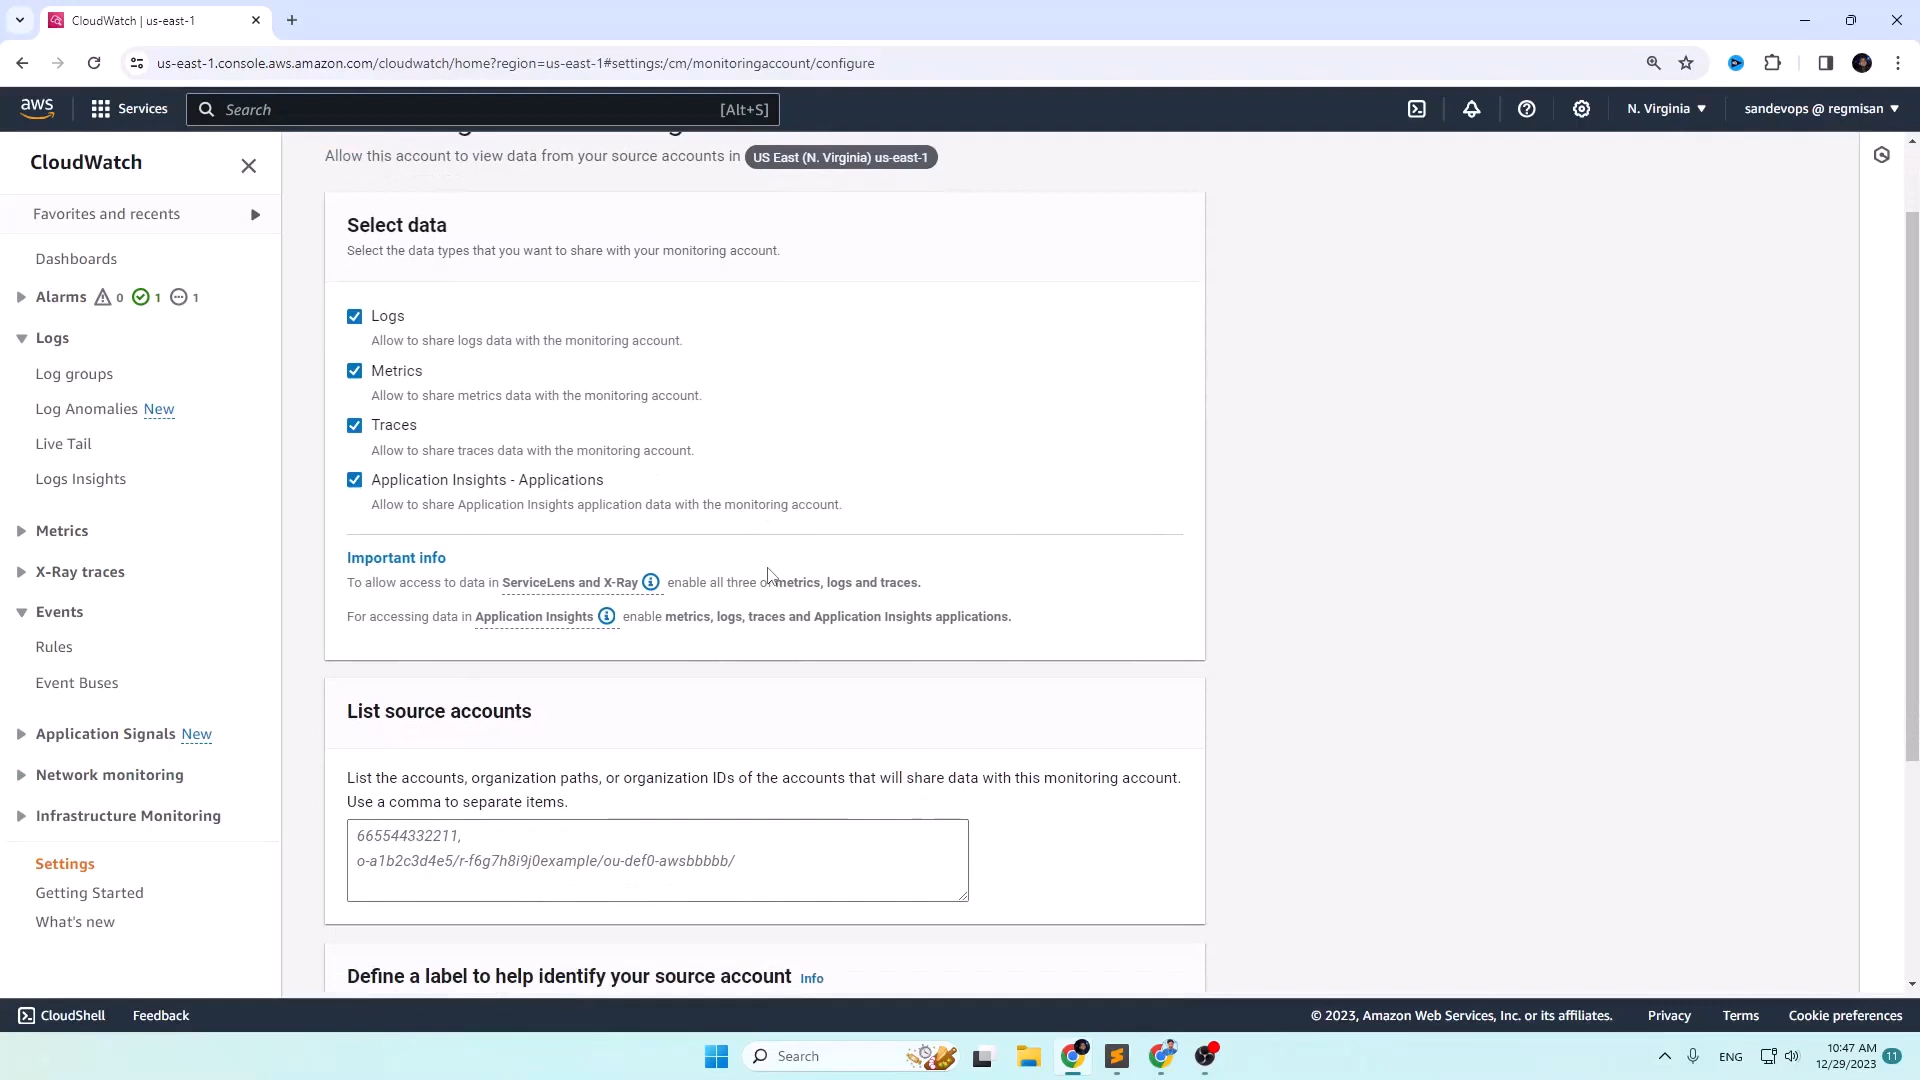 CloudWatch | us-east-1
us-east-1.console.aws.amazon.com/cloudwatch/home?region=us-east-1#settings:/cm/monitoringaccount/configure
aws
Services
Search
[Alt+S]
N. Virginia
sandevops @ regmisan
CloudWatch
Favorites and recents
Dashboards
Alarms 0 1 1
Logs
Log groups
Log Anomalies New
Live Tail
Logs Insights
Metrics
X-Ray traces
Events
Rules
Event Buses
Application Signals New
Network monitoring
Infrastructure Monitoring
Settings
Getting Started
What's new
Allow this account to view data from your source accounts in US East (N. Virginia) us-east-1
Select data
Select the data types that you want to share with your monitoring account.
Logs
Allow to share logs data with the monitoring account.
Metrics
Allow to share metrics data with the monitoring account.
Traces
Allow to share traces data with the monitoring account.
Application Insights - Applications
Allow to share Application Insights application data with the monitoring account.
Important info
To allow access to data in ServiceLens and X-Ray enable all three of metrics, logs and traces.
For accessing data in Application Insights enable metrics, logs, traces and Application Insights applications.
List source accounts
List the accounts, organization paths, or organization IDs of the accounts that will share data with this monitoring account.
Use a comma to separate items.
665544332211,
o-a1b2c3d4e5/r-f6g7h8i9j0example/ou-def0-awsbbbbb/
Define a label to help identify your source account Info
CloudShell
Feedback
© 2023, Amazon Web Services, Inc. or its affiliates.
Privacy
Terms
Cookie preferences
Search
ENG
10:47 AM
12/29/2023
11